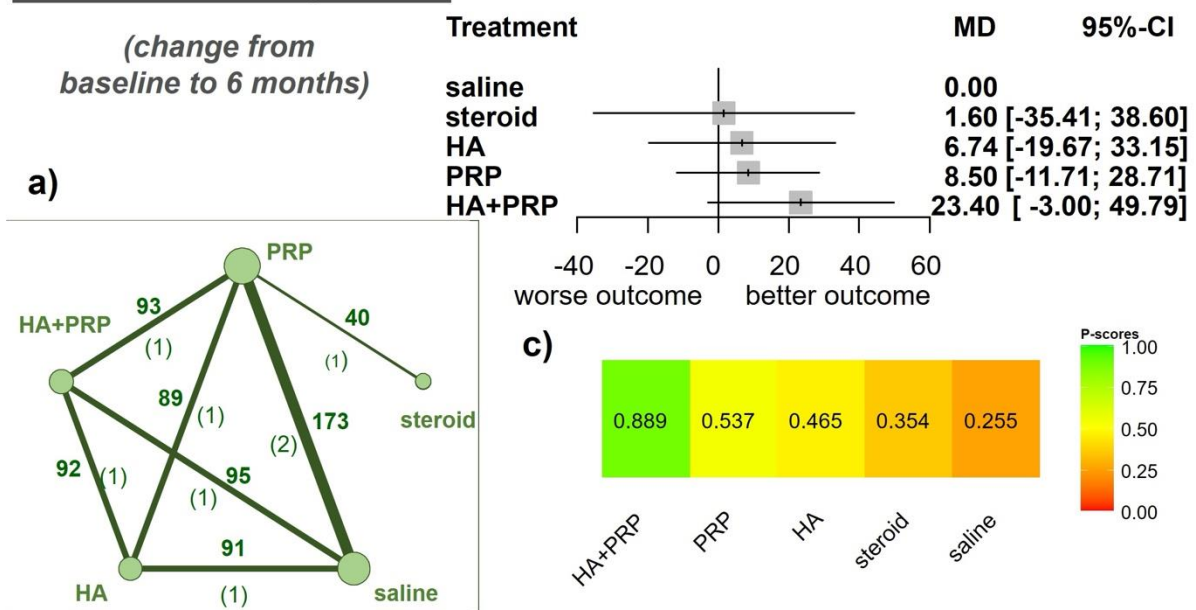 (change from
baseline to 6 months)
a)
PRP
HA+PRP
93
(1)
40
(1)
89
(1)
steroid
(2)
173
92
(1)
95
(1)
91
HA
(1)
saline
Treatment MD 95%-CI
saline 0.00
steroid 1.60 [-35.41; 38.60]
HA 6.74 [-19.67; 33.15]
PRP 8.50 [-11.71; 28.71]
HA+PRP 23.40 [ -3.00; 49.79]
-40 -20 0 20 40 60
worse outcome better outcome
c)
P-scores
1.00
0.75
0.50
0.25
0.00
0.889 0.537 0.465 0.354 0.255
HA+PRP PRP HA steroid saline